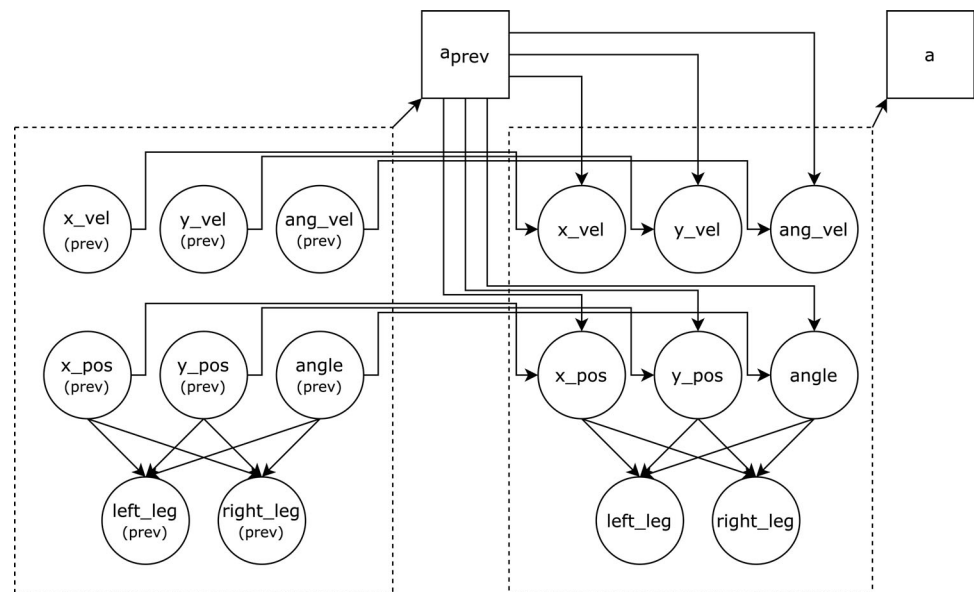 aprev
a
x_vel
(prev)
y_vel
(prev)
ang_vel
(prev)
x_vel
y_vel
ang_vel
x_pos
(prev)
y_pos
(prev)
angle
(prev)
x_pos
y_pos
angle
left_leg
(prev)
right_leg
(prev)
left_leg
right_leg